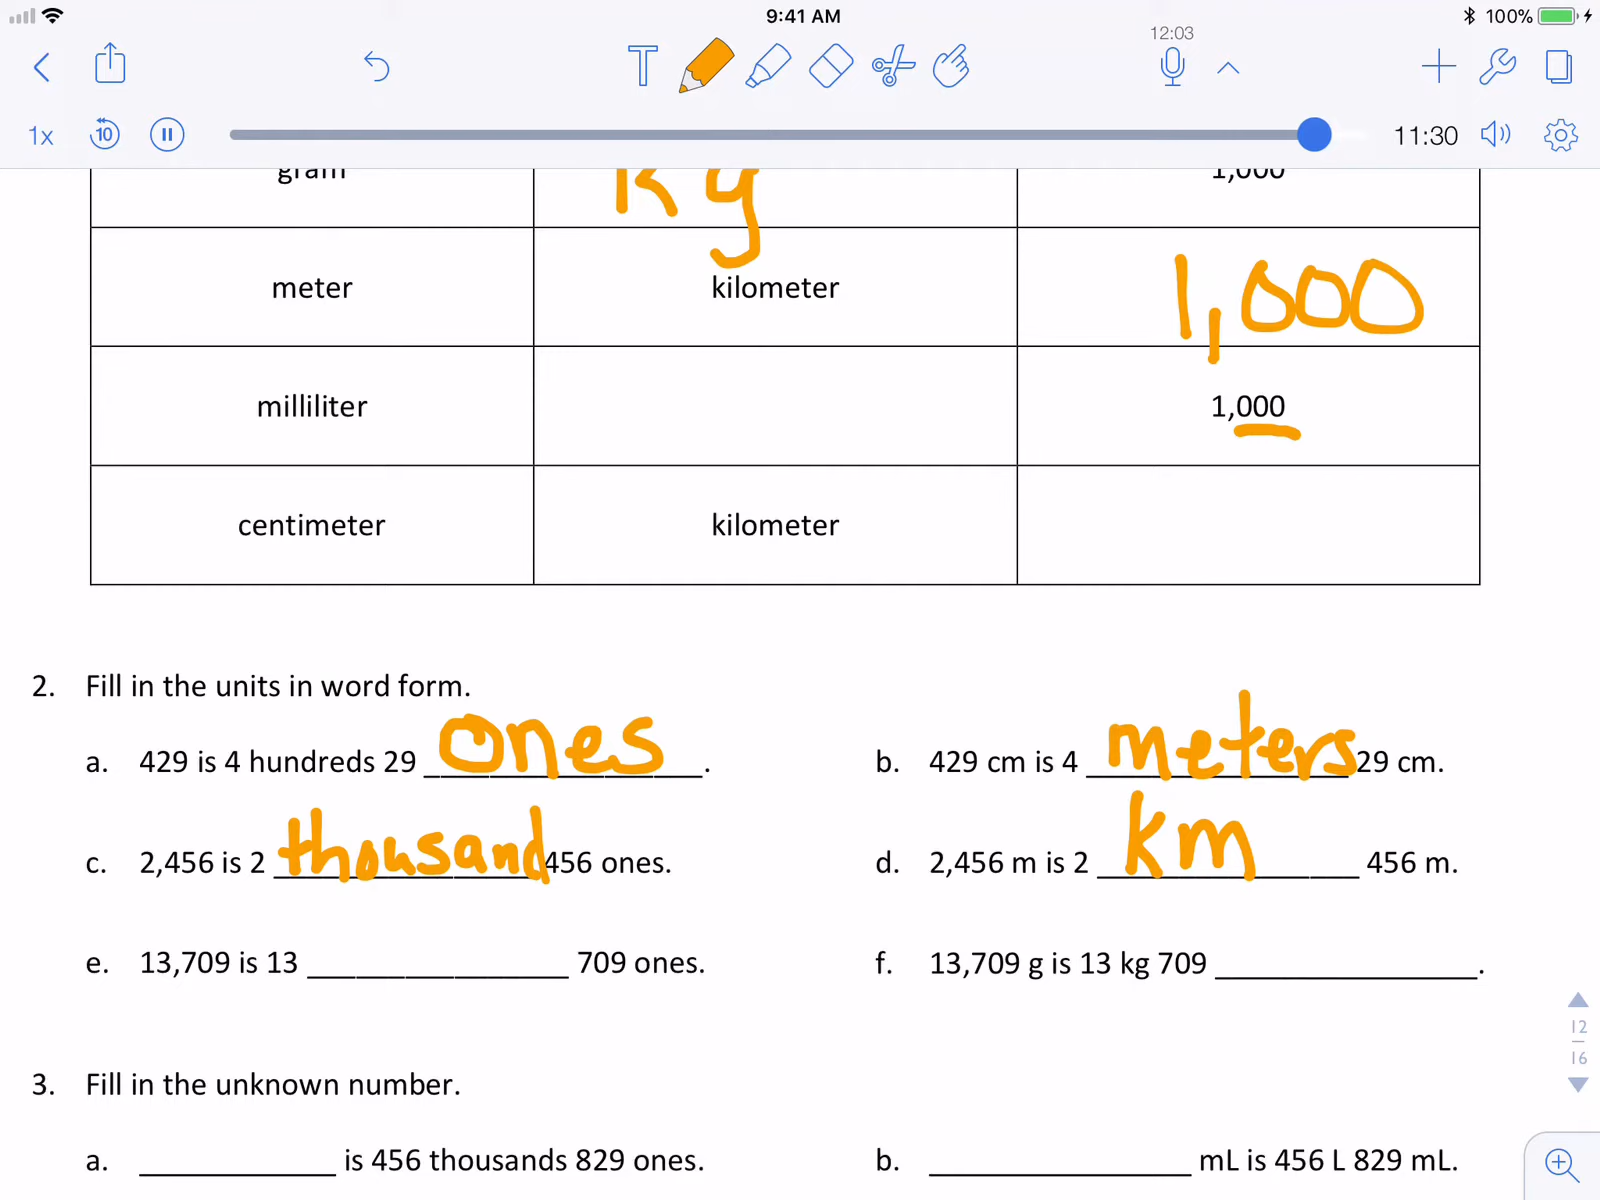 9:41 AM 100%
12:03
T
1x 10 11:30
gram kg 1,000
meter kilometer 1,000
milliliter 1,000
centimeter kilometer
2. Fill in the units in word form.
a. 429 is 4 hundreds 29 ones.
b. 429 cm is 4 meters 29 cm.
c. 2,456 is 2 thousand 456 ones.
d. 2,456 m is 2 km 456 m.
e. 13,709 is 13 ________________ 709 ones.
f. 13,709 g is 13 kg 709 ________________.
12
16
3. Fill in the unknown number.
a. ____________ is 456 thousands 829 ones.
b. ________________ mL is 456 L 829 mL.